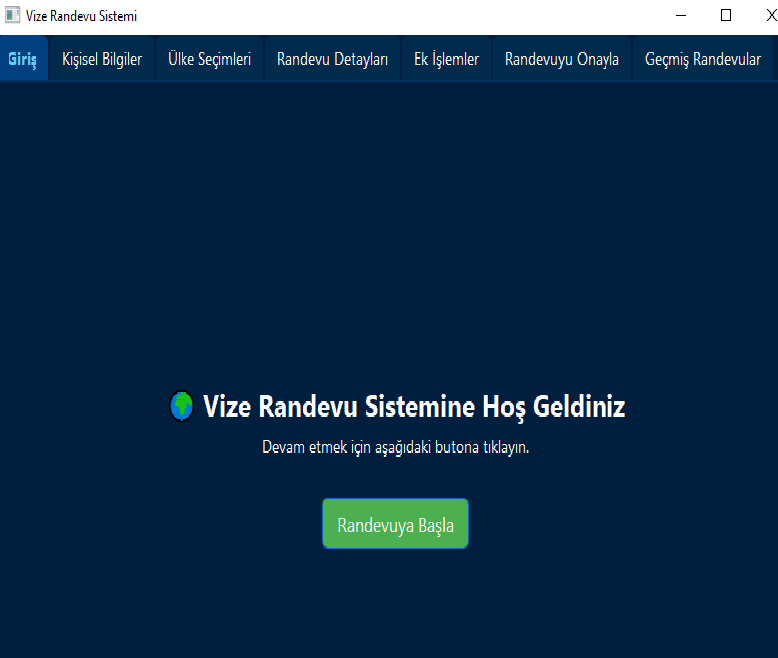 Vize Randevu Sistemi
Giriş Kişisel Bilgiler Ülke Seçimleri Randevu Detayları Ek İşlemler Randevuyu Onayla Geçmiş Randevular
Vize Randevu Sistemine Hoş Geldiniz
Devam etmek için aşağıdaki butona tıklayın.
Randevuya Başla